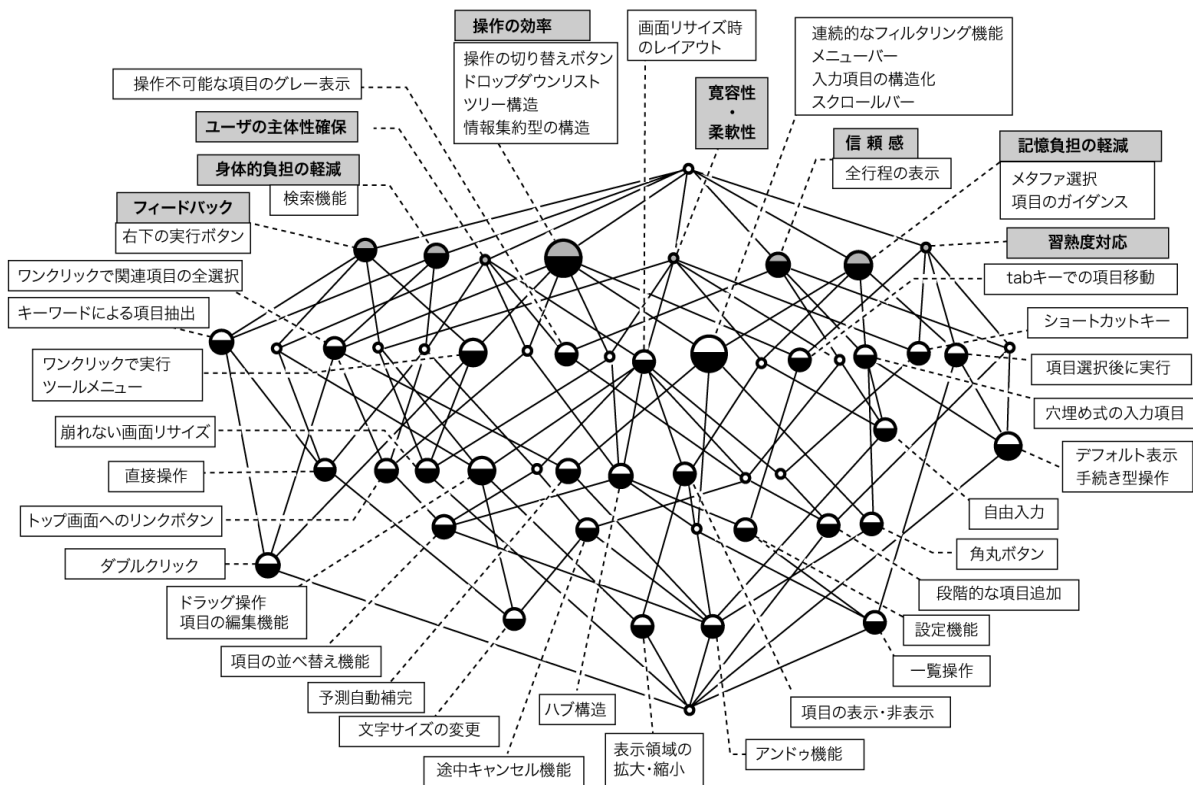 操作の効率
操作の切り替えボタン
ドロップダウンリスト
ツリー構造
情報集約型の構造
画面リサイズ時
のレイアウト
連続的なフィルタリング機能
メニューバー
入力項目の構造化
スクロールバー
操作不可能な項目のグレー表示
寛容性
・
柔軟性
ユーザの主体性確保
信 頼 感
全行程の表示
記憶負担の軽減
メタファ選択
項目のガイダンス
身体的負担の軽減
検索機能
フィードバック
右下の実行ボタン
習熟度対応
ワンクリックで関連項目の全選択
tabキーでの項目移動
キーワードによる項目抽出
ショートカットキー
ワンクリックで実行
ツールメニュー
項目選択後に実行
穴埋め式の入力項目
崩れない画面リサイズ
デフォルト表示
手続き型操作
直接操作
自由入力
トップ画面へのリンクボタン
角丸ボタン
ダブルクリック
段階的な項目追加
ドラッグ操作
項目の編集機能
設定機能
項目の並べ替え機能
一覧操作
予測自動補完
ハブ構造
項目の表示・非表示
文字サイズの変更
表示領域の
拡大・縮小
アンドゥ機能
途中キャンセル機能